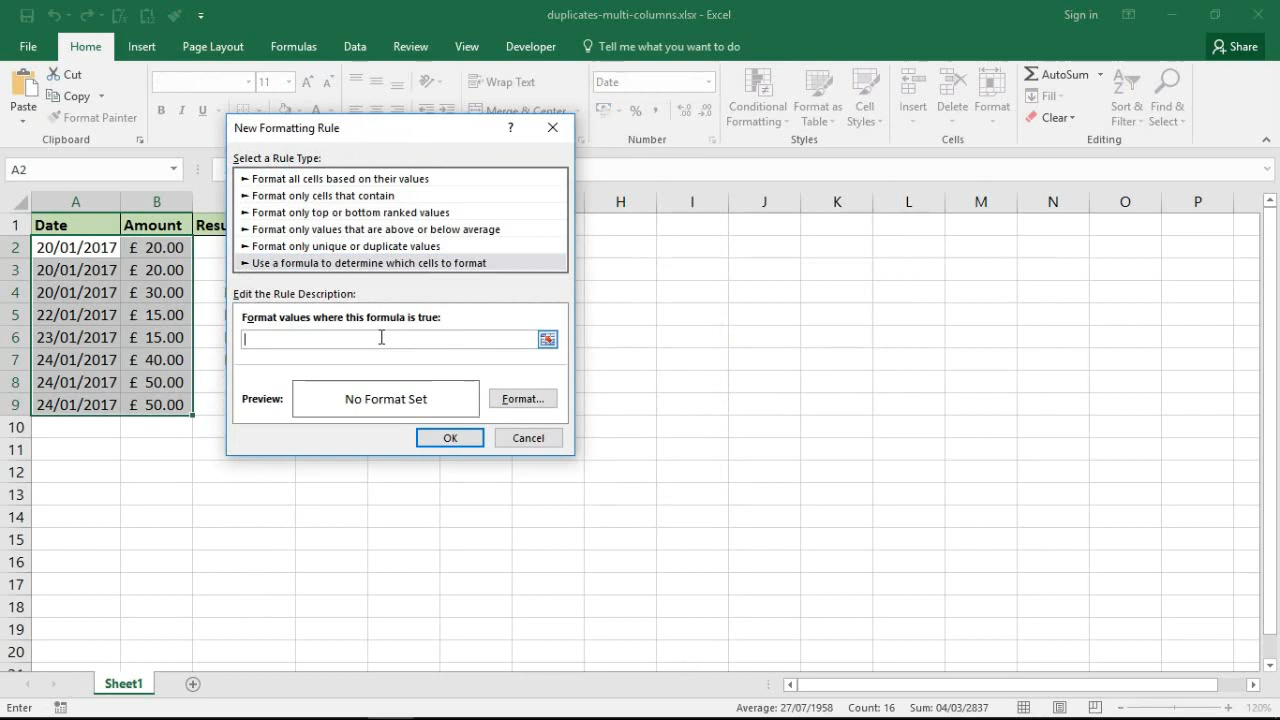 duplicates-multi-columns.xlsx - Excel
Sign in
File Home Insert Page Layout Formulas Data Review View Developer Tell me what you want to do Share
Paste
Cut
Copy
Format Painter
Clipboard
11
B I U
Wrap Text
Merge & Center
Date
%
Number
Conditional Formatting
Format as Table
Cell Styles
Styles
Insert
Delete
Format
Cells
AutoSum
Fill
Clear
Sort & Filter
Find & Select
Editing
A2
A B H I J K L M N O P
1 Date Amount Resu
2 20/01/2017 £ 20.00
3 20/01/2017 £ 20.00
4 20/01/2017 £ 30.00
5 22/01/2017 £ 15.00
6 23/01/2017 £ 15.00
7 24/01/2017 £ 40.00
8 24/01/2017 £ 50.00
9 24/01/2017 £ 50.00
10
11
12
13
14
15
16
17
18
19
20
New Formatting Rule ?
Select a Rule Type:
► Format all cells based on their values
► Format only cells that contain
► Format only top or bottom ranked values
► Format only values that are above or below average
► Format only unique or duplicate values
► Use a formula to determine which cells to format
Edit the Rule Description:
Format values where this formula is true:
Preview:
No Format Set
Format...
OK
Cancel
Sheet1
Enter
Average: 27/07/1958 Count: 16 Sum: 04/03/2837
120%